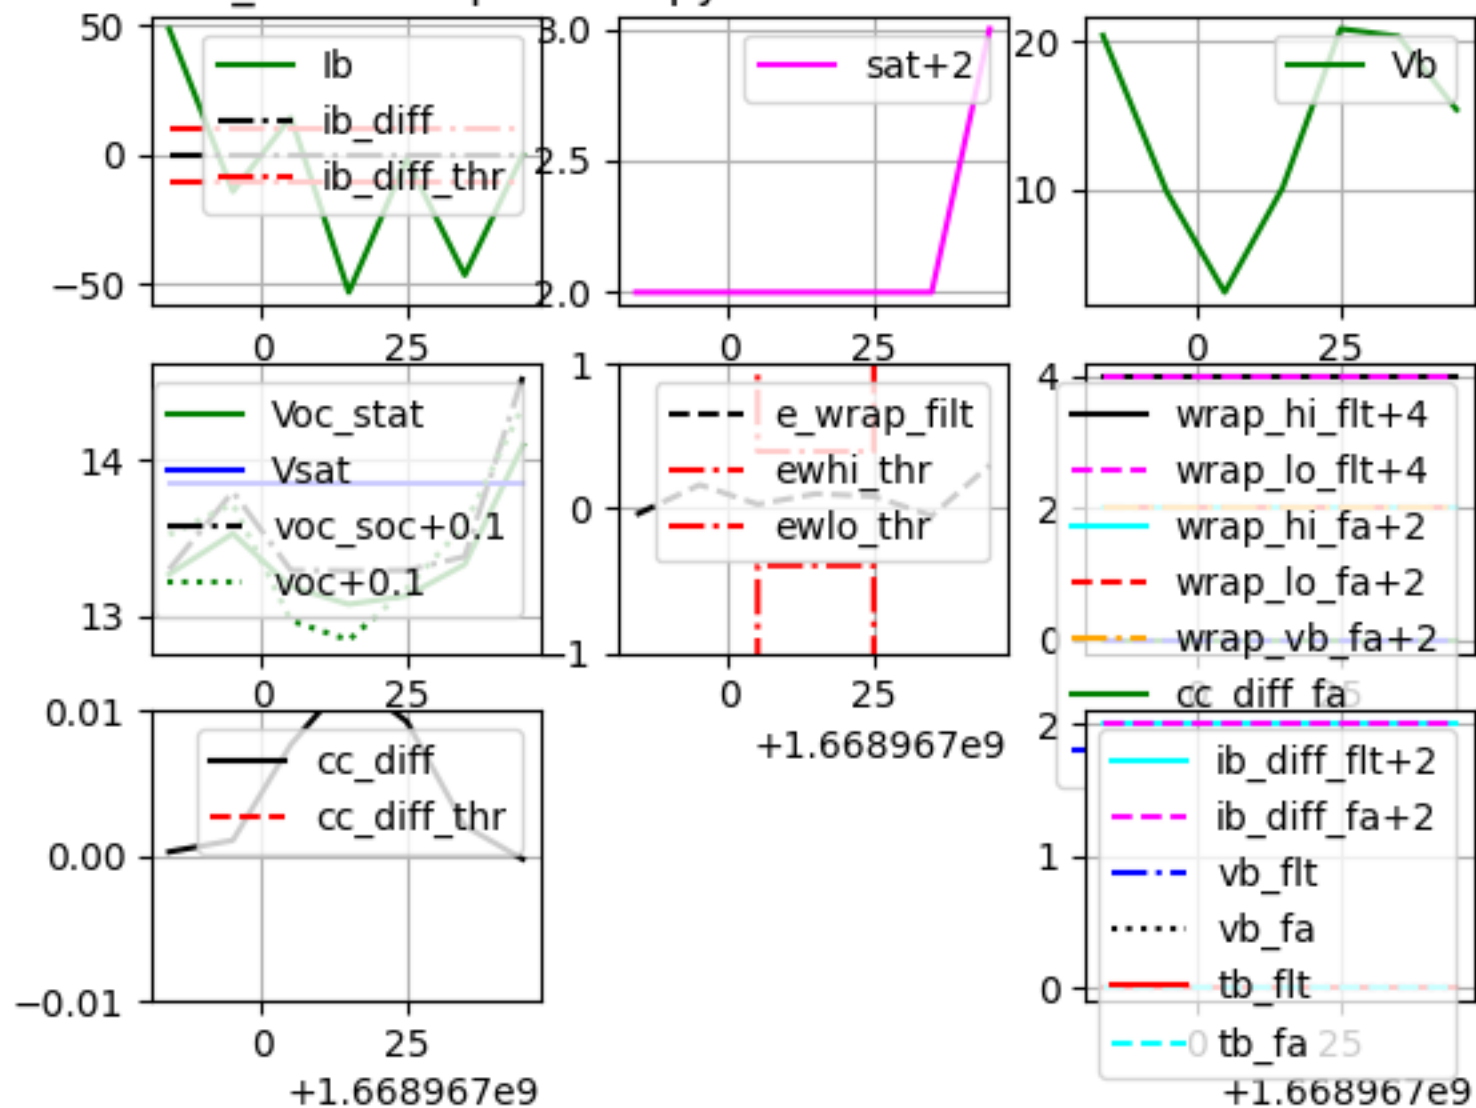 50
0
−50
Ib
ib_diff
ib_diff_thr
0
25
3.0
2.5
2.0
sat+2
0
25
20
10
Vb
0
25
14
13
Voc_stat
Vsat
voc_soc+0.1
voc+0.1
0
25
1
0
−1
e_wrap_filt
ewhi_thr
ewlo_thr
0
25
+1.668967e9
4
2
0
wrap_hi_flt+4
wrap_lo_flt+4
wrap_hi_fa+2
wrap_lo_fa+2
wrap_vb_fa+2
cc_diff_fa
0.01
0.00
−0.01
cc_diff
cc_diff_thr
0
25
+1.668967e9
2
1
0
ib_diff_flt+2
ib_diff_fa+2
vb_flt
vb_fa
tb_flt
tb_fa
0
25
+1.668967e9